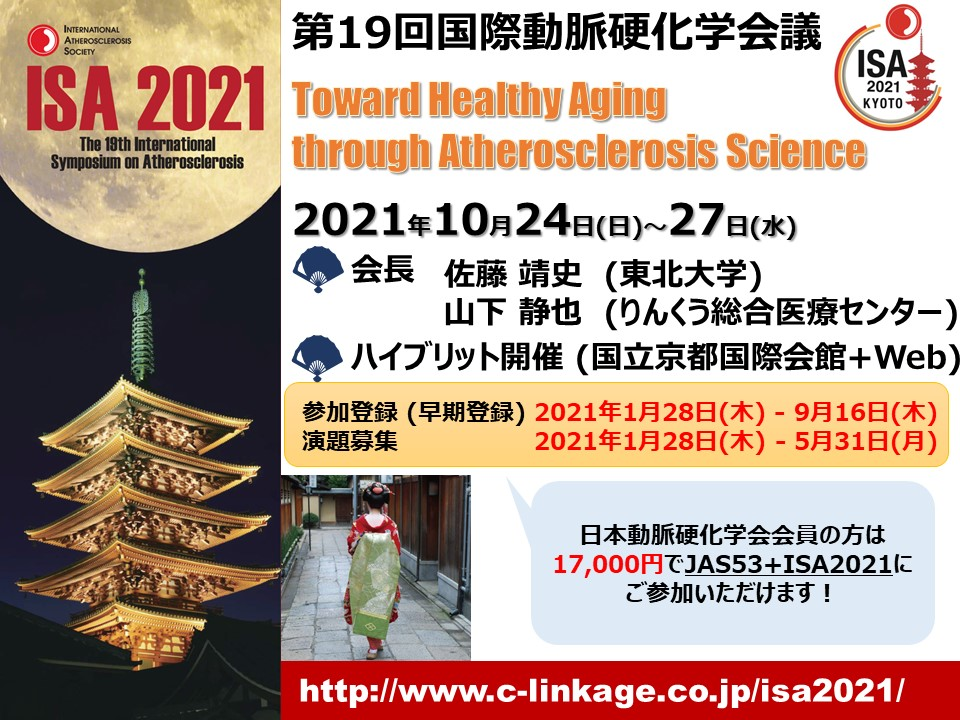 INTERNATIONAL
ATHEROSCLEROSIS
SOCIETY
ISA 2021
The 19th International
Symposium on Atherosclerosis
第19回国際動脈硬化学会議
ISA
2021
KYOTO
Toward Healthy Aging
through Atherosclerosis Science
2021年10月24日(日)～27日(水)
会長 佐藤 靖史 (東北大学)
山下 静也 (りんくう総合医療センター)
ハイブリット開催 (国立京都国際会館+Web)
参加登録 (早期登録) 2021年1月28日(木) - 9月16日(木)
演題募集 2021年1月28日(木) - 5月31日(月)
日本動脈硬化学会会員の方は
17,000円でJAS53+ISA2021に
ご参加いただけます！
http://www.c-linkage.co.jp/isa2021/